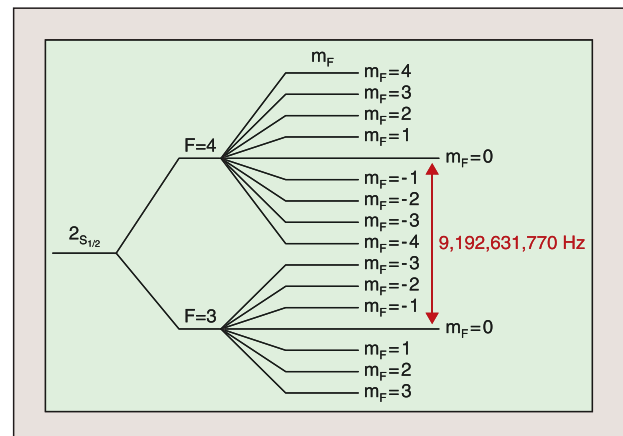 m_F
m_F=4
m_F=3
m_F=2
m_F=1
F=4
m_F=0
m_F=-1
m_F=-2
m_F=-3
2_S_1/2
m_F=-4
9,192,631,770 Hz
m_F=-3
m_F=-2
m_F=-1
F=3
m_F=0
m_F=1
m_F=2
m_F=3